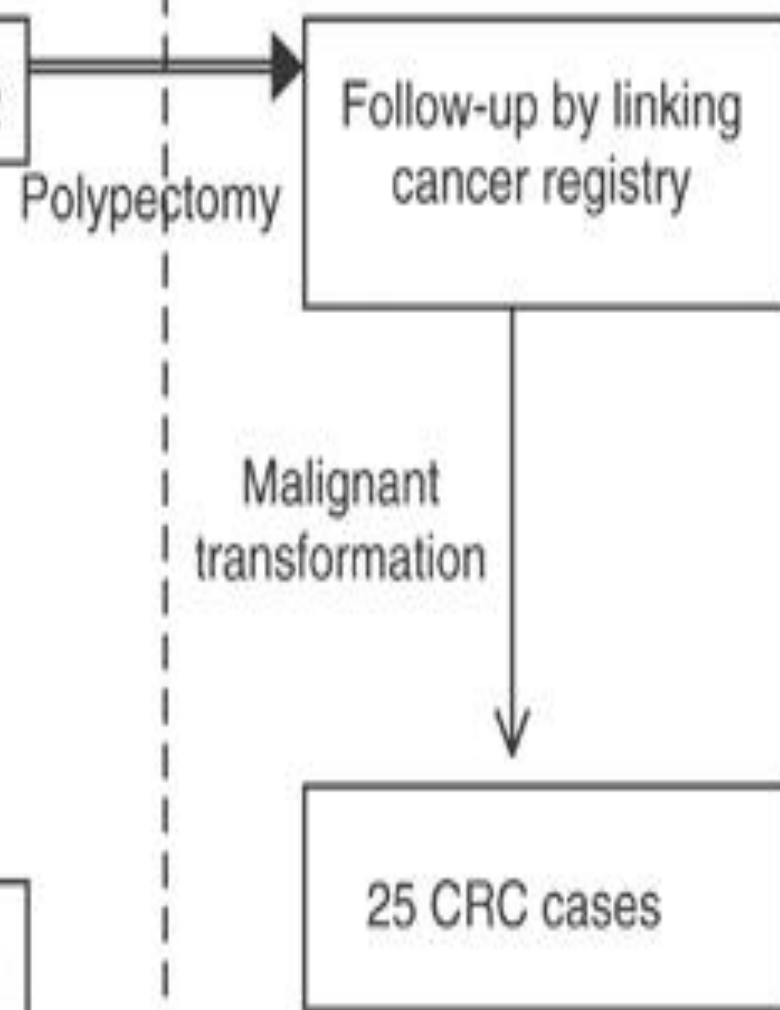 Follow-up by linking
cancer registry
Polypectomy
Malignant
transformation
25 CRC cases